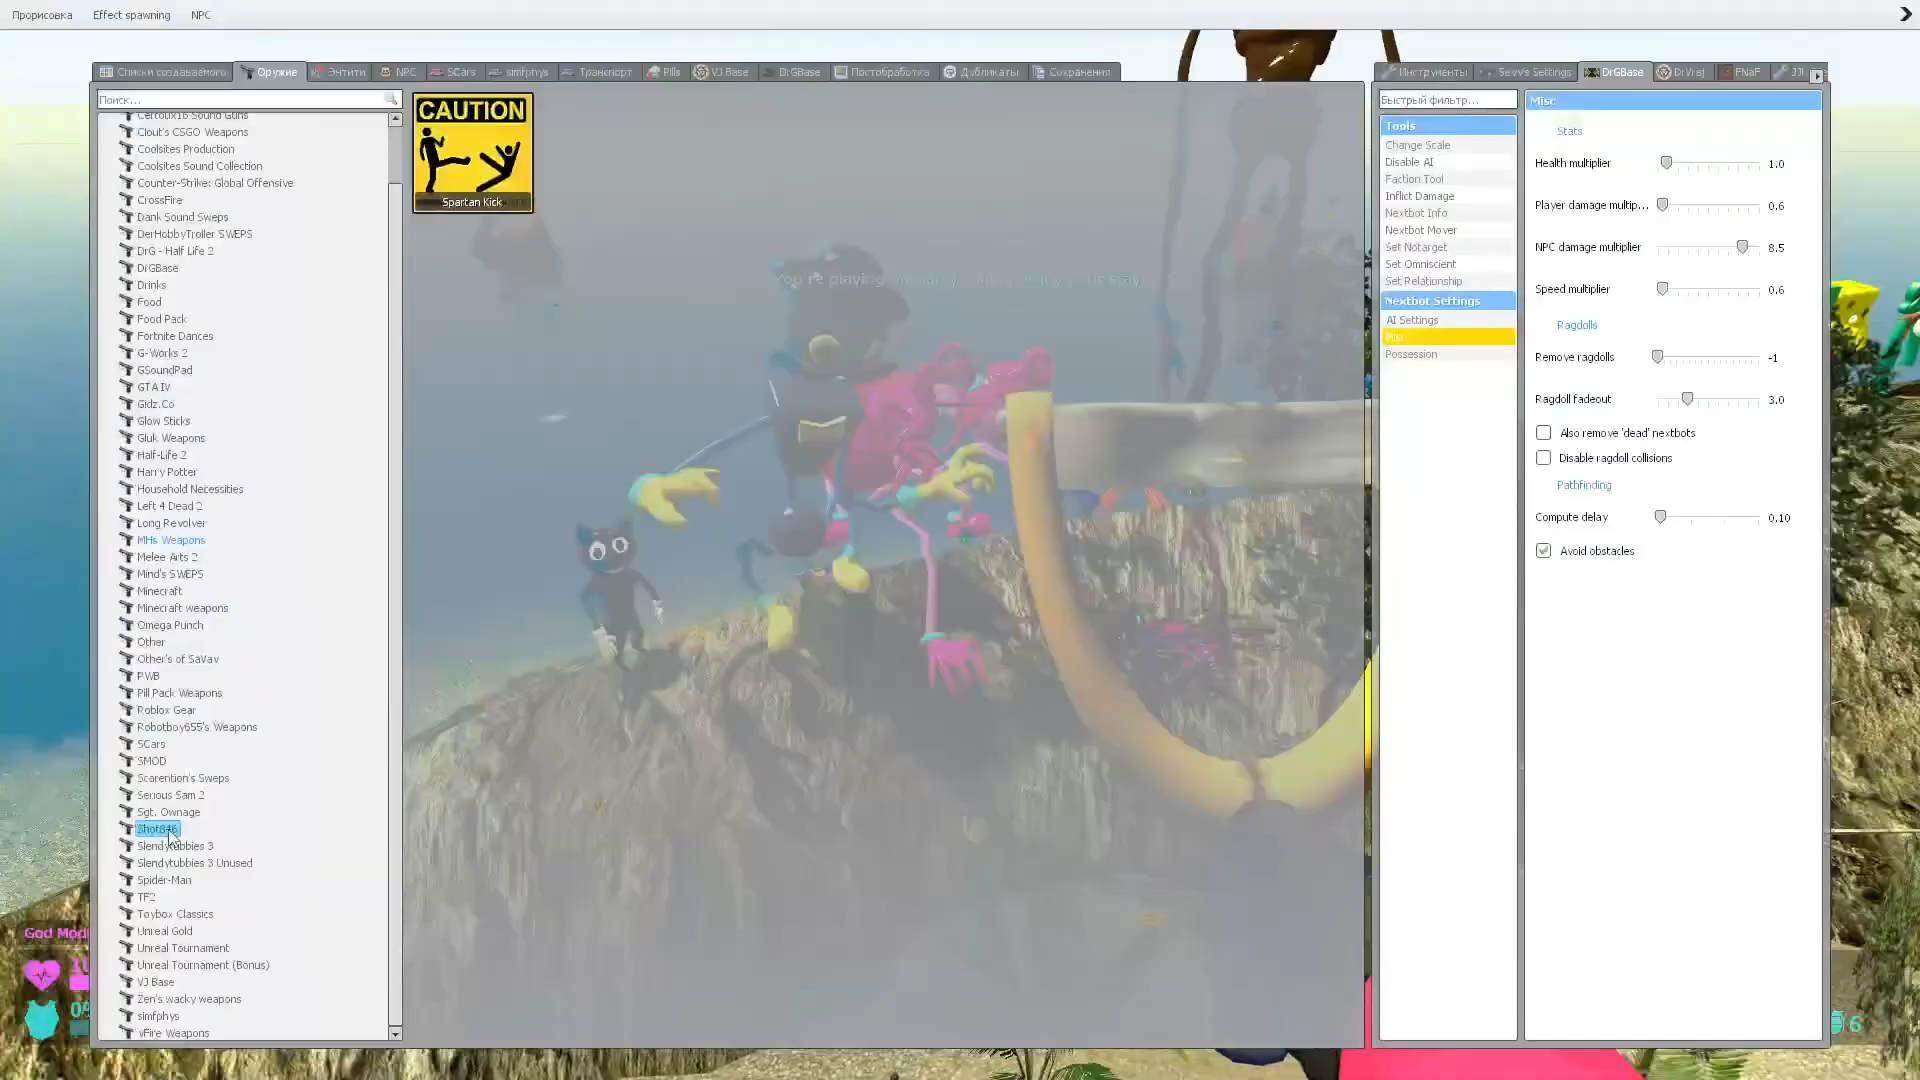 Прорисовка
Effect spawning
NPC
Списки создаваемого
Оружие
Энтити
NPC
SCars
simfphys
Транспорт
Pills
VJ Base
DrGBase
Постобработка
Дубликаты
Сохранения
Инструменты
Savv's Settings
DrGBase
DrVrej
FNaF
Поиск...
Clout's CSGO Weapons
Coolsites Production
Coolsites Sound Collection
Counter-Strike: Global Offensive
CrossFire
Dank Sound Sweps
DerHobbyTroller SWEPS
DrG - Half Life 2
DrGBase
Drinks
Food
Food Pack
Fortnite Dances
G-Works 2
GSoundPad
GTA IV
Gidz.Co
Glow Sticks
Gluk Weapons
Half-Life 2
Harry Potter
Household Necessities
Left 4 Dead 2
Long Revolver
MHs Weapons
Melee Arts 2
Mind's SWEPS
Minecraft
Minecraft weapons
Omega Punch
Other
Other's of SaVav
PWB
Pill Pack Weapons
Roblox Gear
Robotboy655's Weapons
SCars
SMOD
Scarention's Sweps
Serious Sam 2
Sgt. Ownage
Shot846
Slendytubbies 3
Slendytubbies 3 Unused
Spider-Man
TF2
Toybox Classics
Unreal Gold
Unreal Tournament
Unreal Tournament (Bonus)
VJ Base
Zen's wacky weapons
simfphys
vFire Weapons
CAUTION
Spartan Kick
You're playing
Быстрый фильтр...
Tools
Change Scale
Disable AI
Faction Tool
Inflict Damage
Nextbot Info
Nextbot Mover
Set Notarget
Set Omniscient
Set Relationship
Nextbot Settings
AI Settings
Misc
Possession
Misc
Stats
Health multiplier 1.0
Player damage multip... 0.6
NPC damage multiplier 8.5
Speed multiplier 0.6
Ragdolls
Remove ragdolls -1
Ragdoll fadeout 3.0
Also remove 'dead' nextbots
Disable ragdoll collisions
Pathfinding
Compute delay 0.10
Avoid obstacles
God Mod
6